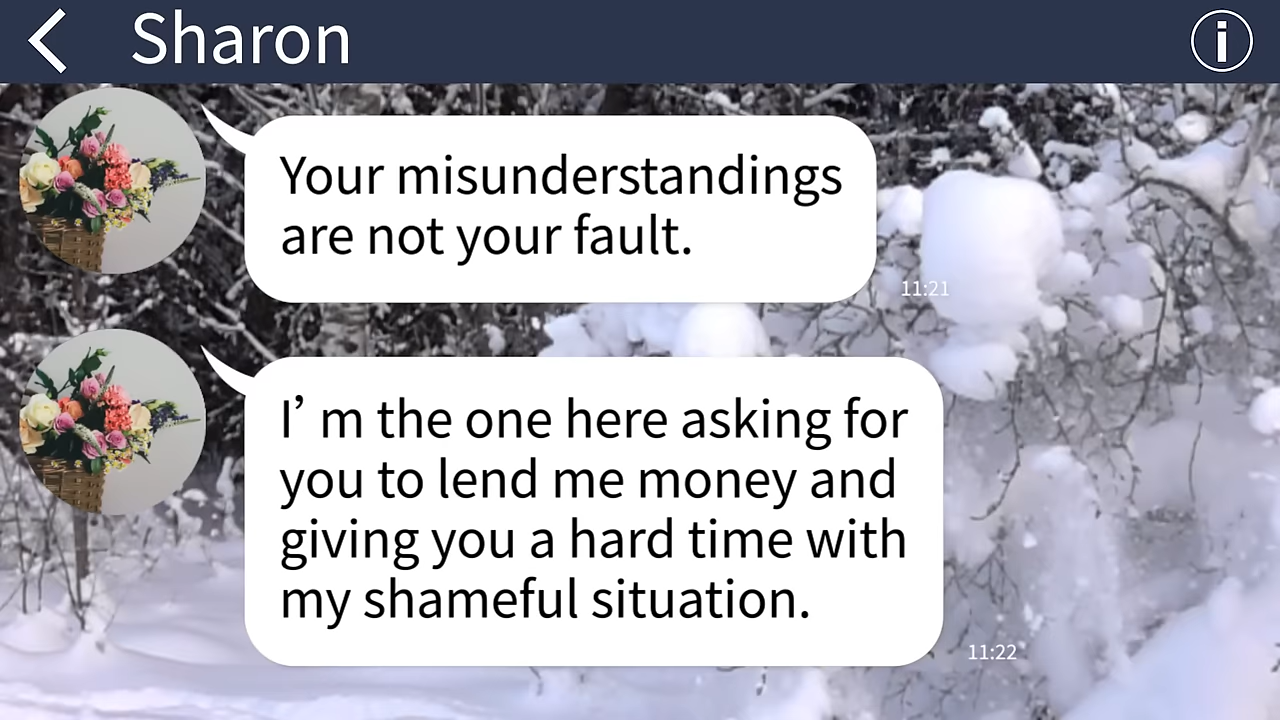 Sharon
Your misunderstandings
are not your fault.
11:21
I’m the one here asking for
you to lend me money and
giving you a hard time with
my shameful situation.
11:22